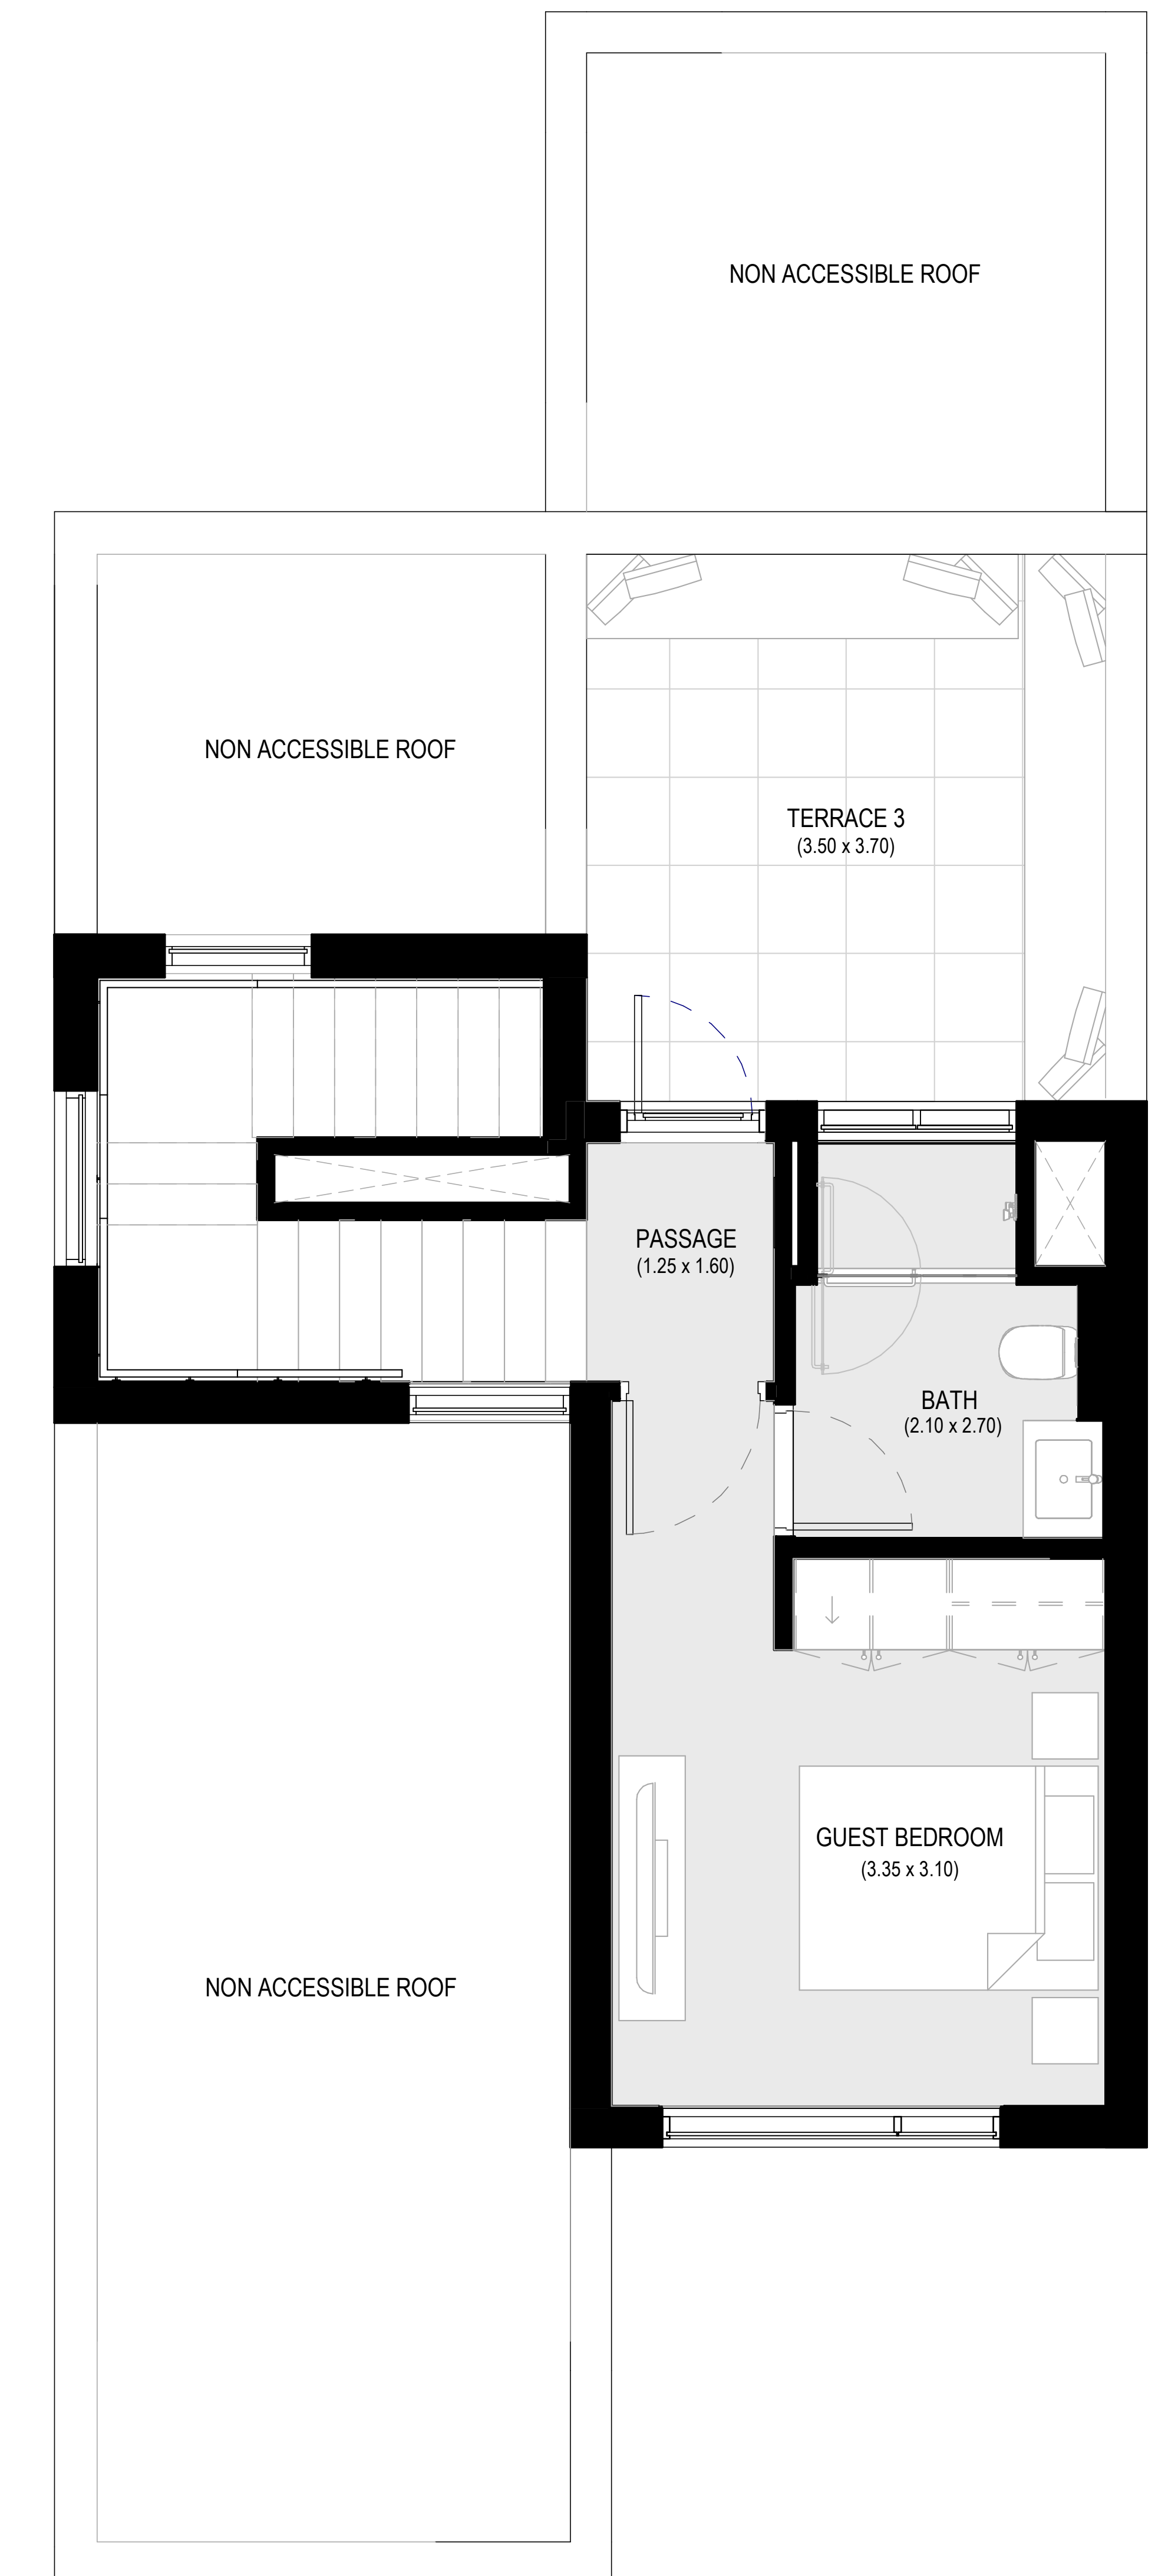 NON ACCESSIBLE ROOF
NON ACCESSIBLE ROOF
TERRACE 3
(3.50 x 3.70)
PASSAGE
(1.25 x 1.60)
BATH
(2.10 x 2.70)
GUEST BEDROOM
(3.35 x 3.10)
NON ACCESSIBLE ROOF